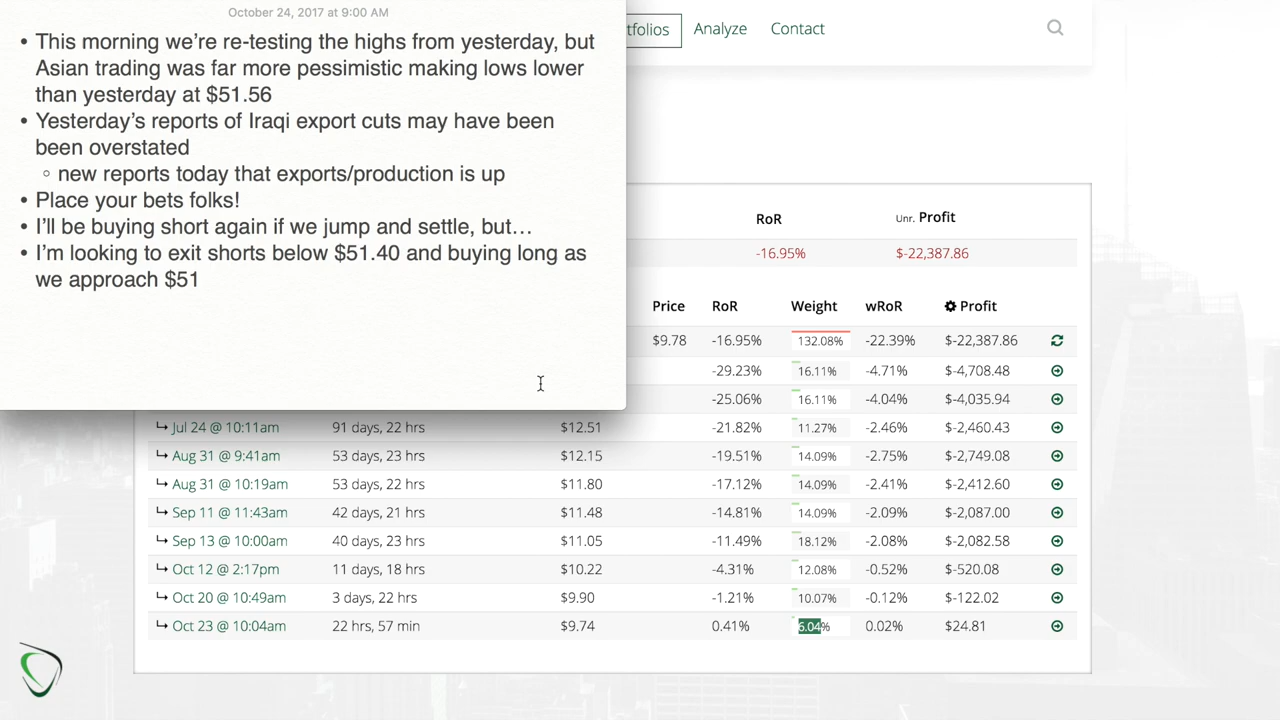 October 24, 2017 at 9:00 AM
• This morning we're re-testing the highs from yesterday, but
Asian trading was far more pessimistic making lows lower
than yesterday at $51.56
• Yesterday's reports of Iraqi export cuts may have been
been overstated
◦ new reports today that exports/production is up
• Place your bets folks!
• I'll be buying short again if we jump and settle, but...
• I'm looking to exit shorts below $51.40 and buying long as
we approach $51
tfolios Analyze Contact
RoR Unr. Profit
-16.95% $-22,387.86
Price RoR Weight wRoR Profit
$9.78 -16.95% 132.08% -22.39% $-22,387.86
-29.23% 16.11% -4.71% $-4,708.48
-25.06% 16.11% -4.04% $-4,035.94
Jul 24 @ 10:11am 91 days, 22 hrs $12.51 -21.82% 11.27% -2.46% $-2,460.43
Aug 31 @ 9:41am 53 days, 23 hrs $12.15 -19.51% 14.09% -2.75% $-2,749.08
Aug 31 @ 10:19am 53 days, 22 hrs $11.80 -17.12% 14.09% -2.41% $-2,412.60
Sep 11 @ 11:43am 42 days, 21 hrs $11.48 -14.81% 14.09% -2.09% $-2,087.00
Sep 13 @ 10:00am 40 days, 23 hrs $11.05 -11.49% 18.12% -2.08% $-2,082.58
Oct 12 @ 2:17pm 11 days, 18 hrs $10.22 -4.31% 12.08% -0.52% $-520.08
Oct 20 @ 10:49am 3 days, 22 hrs $9.90 -1.21% 10.07% -0.12% $-122.02
Oct 23 @ 10:04am 22 hrs, 57 min $9.74 0.41% 6.04% 0.02% $24.81